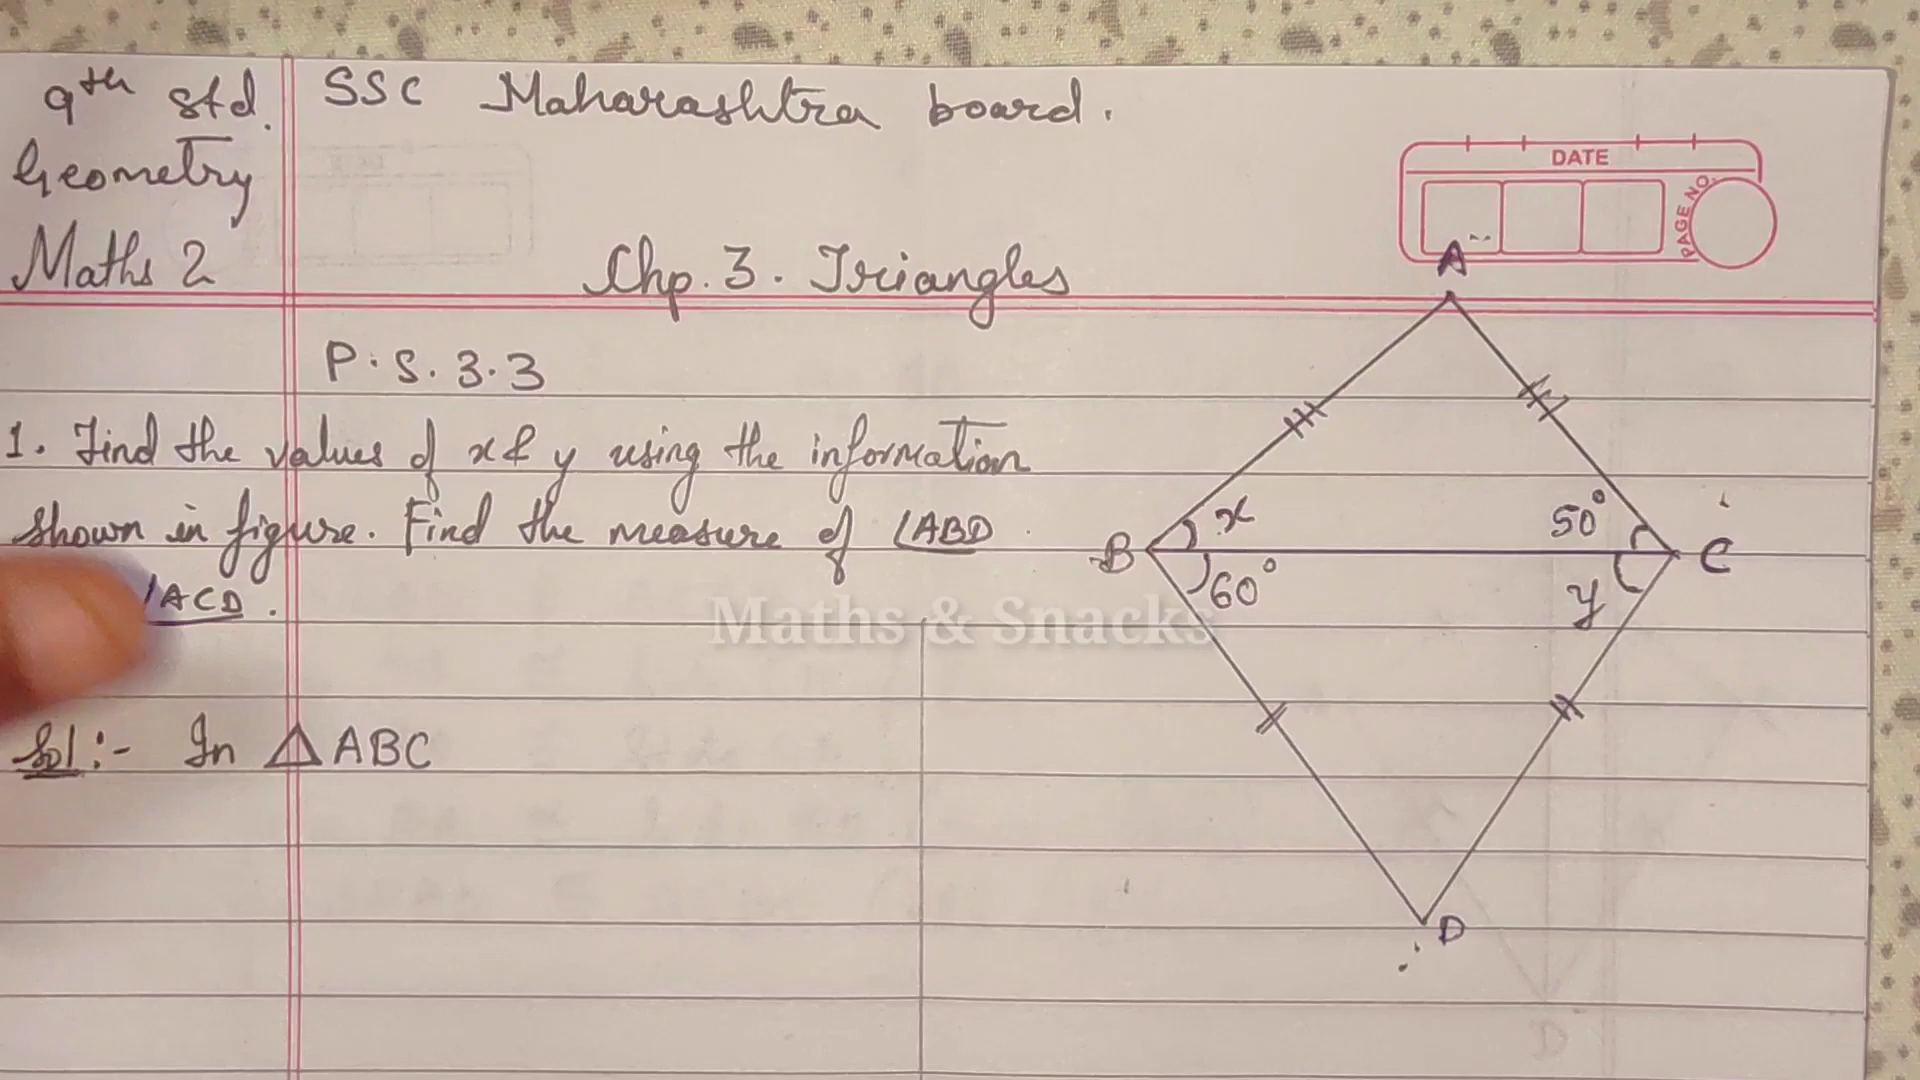 9th std.
Geometry
Maths 2
SSC Maharashtra board.
DATE
PAGE NO.
Chp. 3. Triangles
P.S. 3.3
1. Find the values of x & y using the information
shown in figure. Find the measure of ∠ABD
∠ACD.
Sol:- In △ABC
A
B
C
D
x
50°
60°
y
Maths & Snacks
D